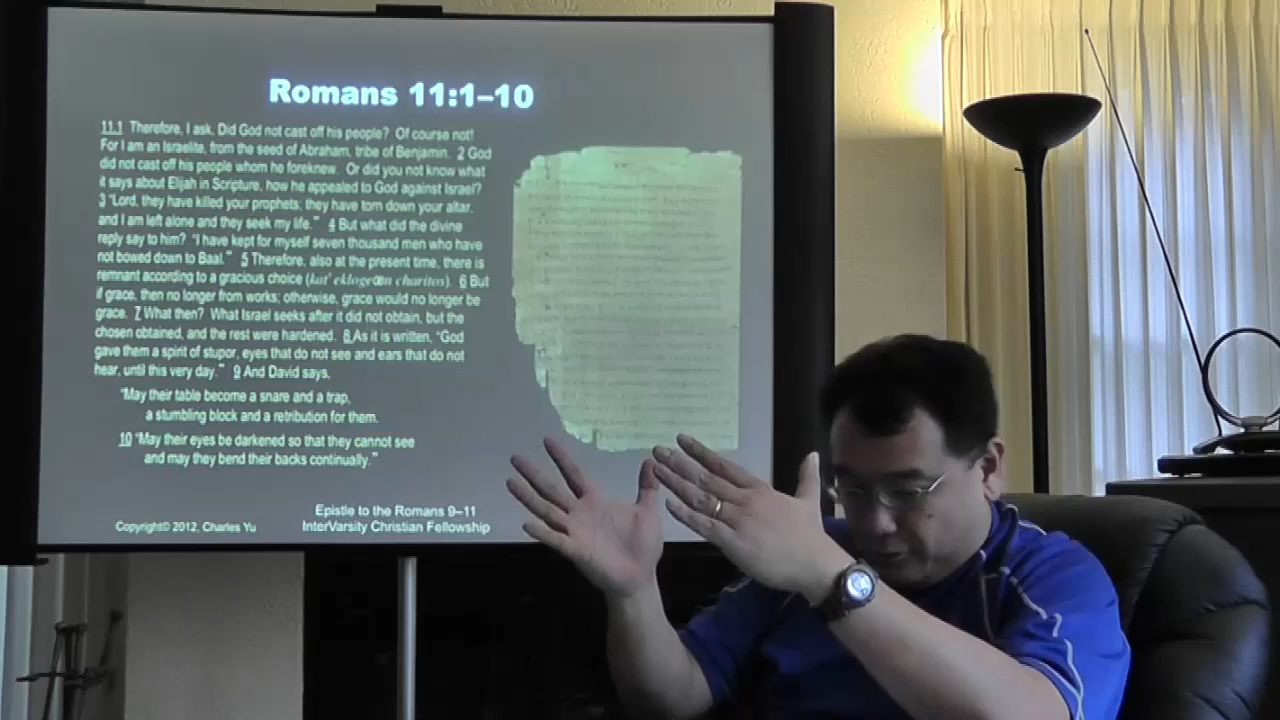 Romans 11:1–10
11.1 Therefore, I ask, Did God not cast off his people? Of course not!
For I am an Israelite, from the seed of Abraham, tribe of Benjamin. 2 God
did not cast off his people whom he foreknew. Or did you not know what
it says about Elijah in Scripture, how he appealed to God against Israel?
3 “Lord, they have killed your prophets; they have torn down your altar,
and I am left alone and they seek my life.” 4 But what did the divine
reply say to him? “I have kept for myself seven thousand men who have
not bowed down to Baal.” 5 Therefore, also at the present time, there is
remnant according to a gracious choice (kat’ eklogrœn charitos). 6 But
if grace, then no longer from works; otherwise, grace would no longer be
grace. 7 What then? What Israel seeks after it did not obtain, but the
chosen obtained, and the rest were hardened. 8 As it is written, “God
gave them a spirit of stupor, eyes that do not see and ears that do not
hear, until this very day.” 9 And David says,
“May their table become a snare and a trap,
a stumbling block and a retribution for them.
10 “May their eyes be darkened so that they cannot see
and may they bend their backs continually.”
Epistle to the Romans 9–11
Copyright© 2012, Charles Yu InterVarsity Christian Fellowship